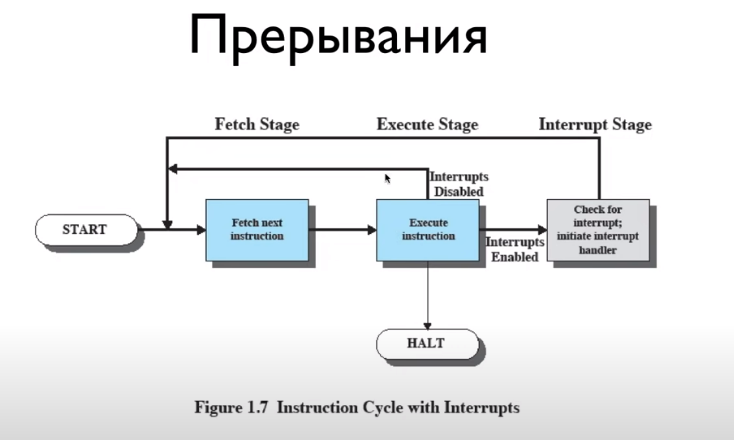 Прерывания
Fetch Stage
Execute Stage
Interrupt Stage
Interrupts
Disabled
START
Fetch next
instruction
Execute
instruction
Interrupts
Enabled
Check for
interrupt;
initiate interrupt
handler
HALT
Figure 1.7 Instruction Cycle with Interrupts